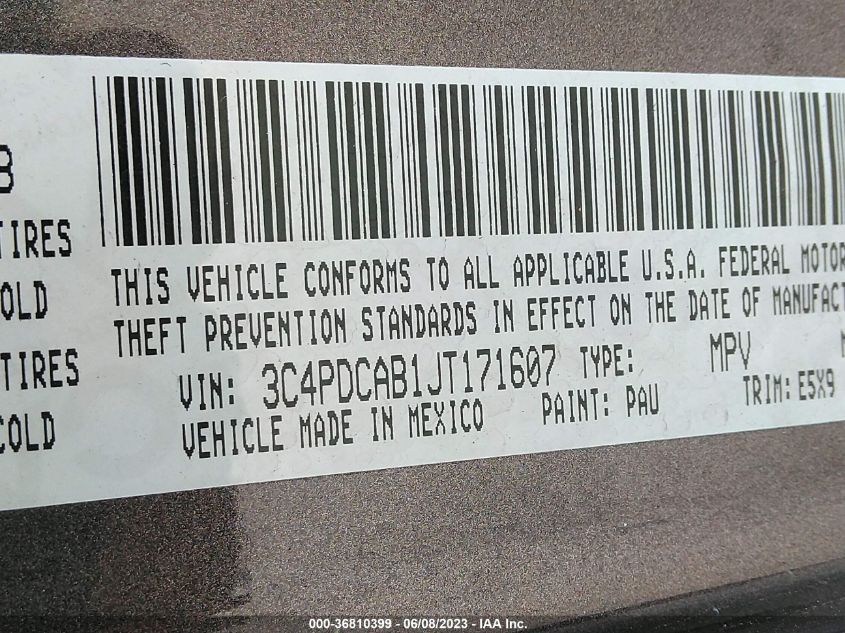 B
TIRES
THIS VEHICLE CONFORMS TO ALL APPLICABLE U.S.A. FEDERAL MOTOR
OLD
THEFT PREVENTION STANDARDS IN EFFECT ON THE DATE OF MANUFACT
TIRES
VIN: 3C4PDCAB1JT171607 TYPE: MPV
COLD
VEHICLE MADE IN MEXICO PAINT: PAU TRIM: E5X9
000-36810399 - 06/08/2023 - IAA Inc.